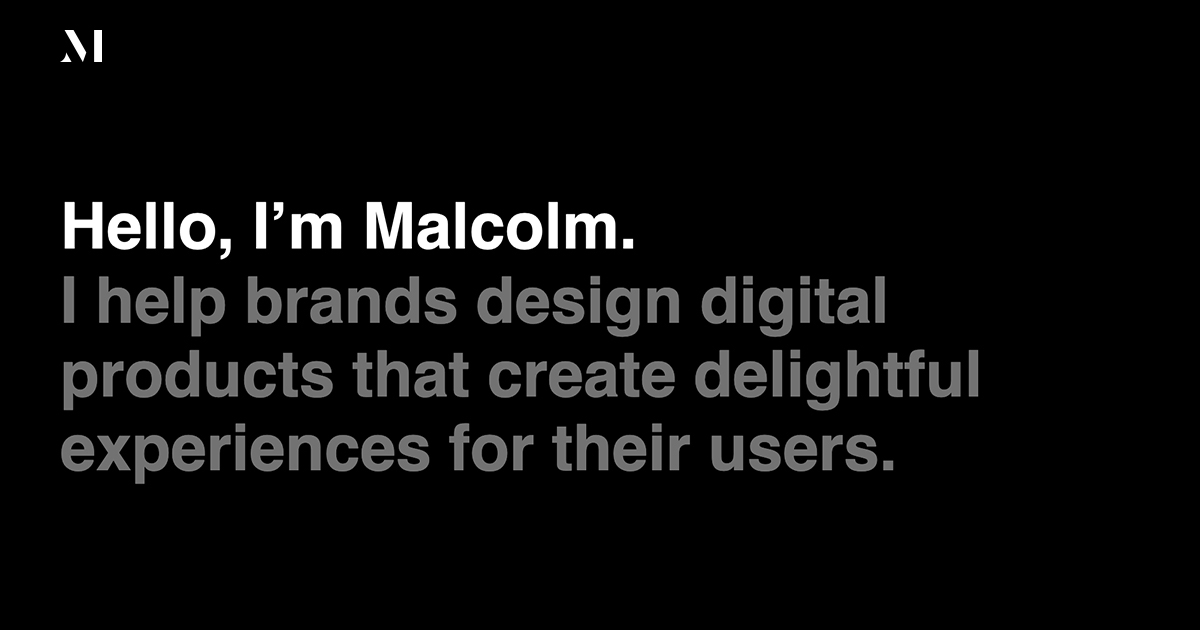 M
Hello, I’m Malcolm.
I help brands design digital
products that create delightful
experiences for their users.